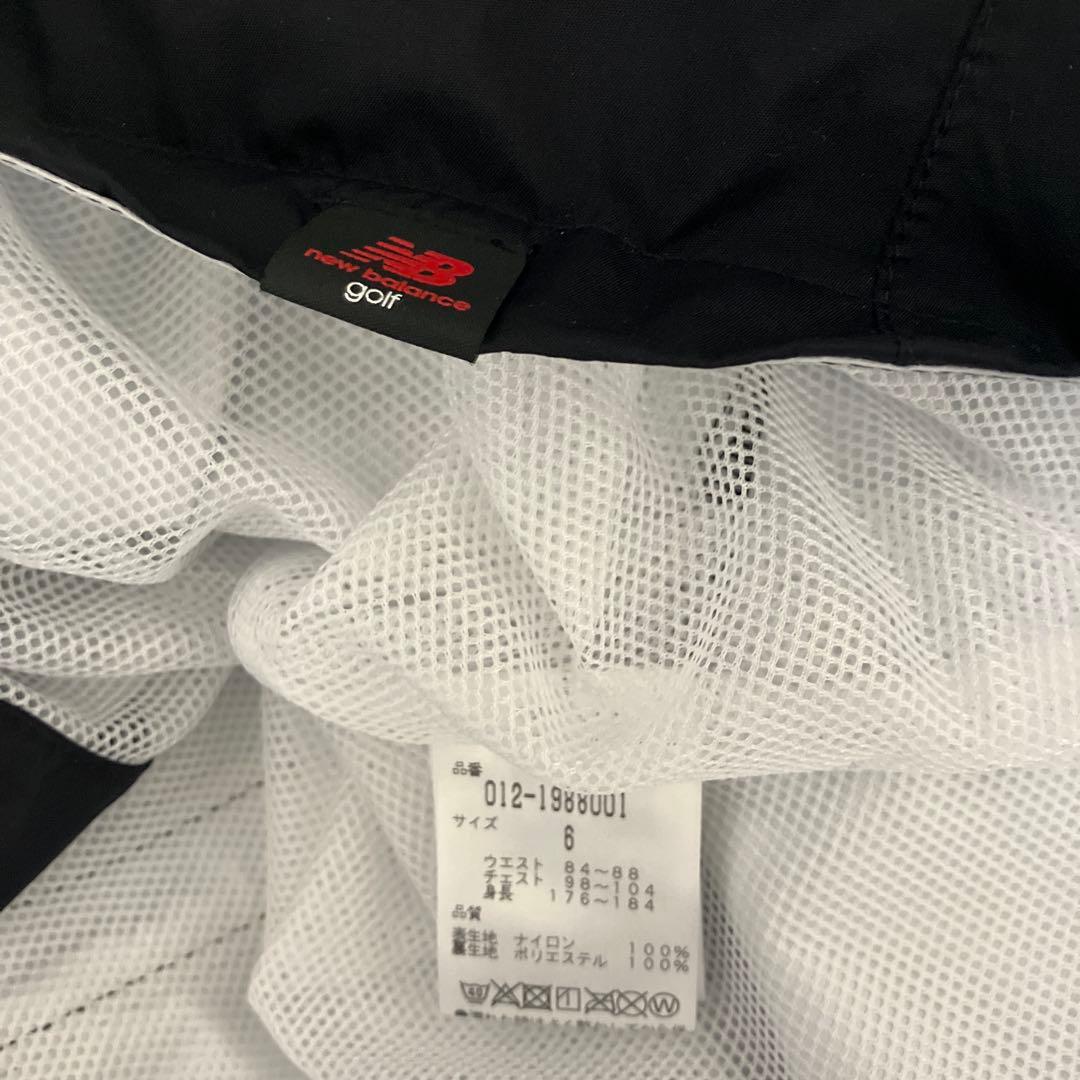 NB
new balance
golf
品番
012-1988001
サイズ
6
ウエスト 84～88
チェスト 98～104
身長 176～184
品質
表生地 ナイロン 100%
裏生地 ポリエステル 100%
40 W